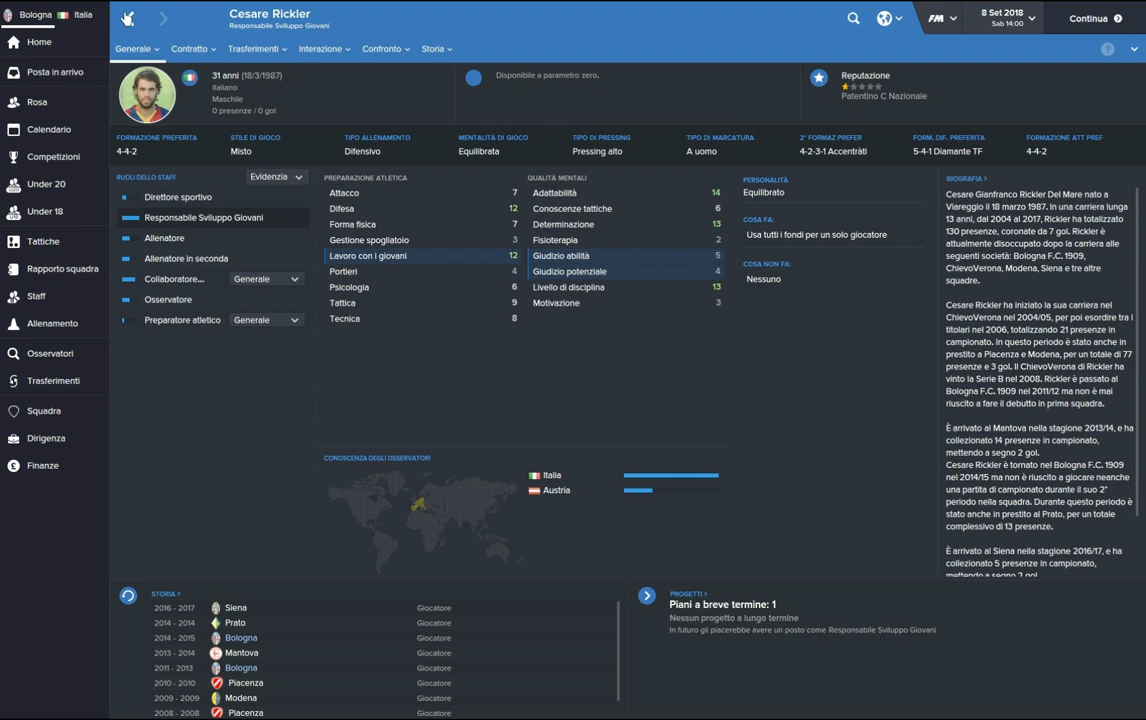 Bologna Italia
Home
Posta in arrivo
Rosa
Calendario
Competizioni
Under 20
Under 18
Tattiche
Rapporto squadra
Staff
Allenamento
Osservatori
Trasferimenti
Squadra
Dirigenza
Finanze
Cesare Rickler
Responsabile Sviluppo Giovani
FM
8 Set 2018
Sab 14:00
Continua
Generale Contratto Trasferimenti Interazione Confronto Storia
31 anni (18/3/1987)
italiano
Maschile
0 presenze / 0 gol
Disponibile a parametro zero.
Reputazione
Patentino C Nazionale
FORMAZIONE PREFERITA
4-4-2
STILE DI GIOCO
Misto
TIPO ALLENAMENTO
Difensivo
MENTALITÀ DI GIOCO
Equilibrata
TIPO DI PRESSING
Pressing alto
TIPO DI MARCATURA
A uomo
2° FORMAZ PREFER
4-2-3-1 Accentràti
FORM. DIF. PREFERITA
5-4-1 Diamante TF
FORMAZIONE ATT PREF
4-4-2
RUOLI DELLO STAFF Evidenzia
Direttore sportivo
Responsabile Sviluppo Giovani
Allenatore
Allenatore in seconda
Collaboratore... Generale
Osservatore
Preparatore atletico Generale
PREPARAZIONE ATLETICA
Attacco 7
Difesa 12
Forma fisica 7
Gestione spogliatoio 3
Lavoro con i giovani 12
Portieri 4
Psicologia 6
Tattica 9
Tecnica 8
QUALITÀ MENTALI
Adattabilità 14
Conoscenze tattiche 6
Determinazione 13
Fisioterapia 2
Giudizio abilità 5
Giudizio potenziale 4
Livello di disciplina 13
Motivazione 3
PERSONALITÀ
Equilibrato
COSA FA:
Usa tutti i fondi per un solo giocatore
COSA NON FA:
Nessuno
BIOGRAFIA >
Cesare Gianfranco Rickler Del Mare nato a
Viareggio il 18 marzo 1987. In una carriera lunga
13 anni, dal 2004 al 2017, Rickler ha totalizzato
130 presenze, coronate da 7 gol. Rickler è
attualmente disoccupato dopo la carriera alle
seguenti società: Bologna F.C. 1909,
ChievoVerona, Modena, Siena e tre altre
squadre.
Cesare Rickler ha iniziato la sua carriera nel
ChievoVerona nel 2004/05, per poi esordire tra i
titolari nel 2006, totalizzando 21 presenze in
campionato. In questo periodo è stato anche in
prestito a Piacenza e Modena, per un totale di 77
presenze e 3 gol. Il ChievoVerona di Rickler ha
vinto la Serie B nel 2008. Rickler è passato al
Bologna F.C. 1909 nel 2011/12 ma non è mai
riuscito a fare il debutto in prima squadra.
È arrivato al Mantova nella stagione 2013/14, e ha
collezionato 14 presenze in campionato,
mettendo a segno 2 gol.
Cesare Rickler è tornato nel Bologna F.C. 1909
nel 2014/15 ma non è riuscito a giocare neanche
una partita di campionato durante il suo 2°
periodo nella squadra. Durante questo periodo è
stato anche in prestito al Prato, per un totale
complessivo di 13 presenze.
È arrivato al Siena nella stagione 2016/17, e ha
collezionato 5 presenze in campionato,
mettendo a segno 2 gol.
CONOSCENZA DEGLI OSSERVATORI
Italia
Austria
STORIA >
2016 - 2017 Siena Giocatore
2014 - 2014 Prato Giocatore
2014 - 2015 Bologna Giocatore
2013 - 2014 Mantova Giocatore
2011 - 2013 Bologna Giocatore
2010 - 2010 Piacenza Giocatore
2009 - 2009 Modena Giocatore
2008 - 2008 Piacenza Giocatore
PROGETTI >
Piani a breve termine: 1
Nessun progetto a lungo termine
In futuro gli piacerebbe avere un posto come Responsabile Sviluppo Giovani